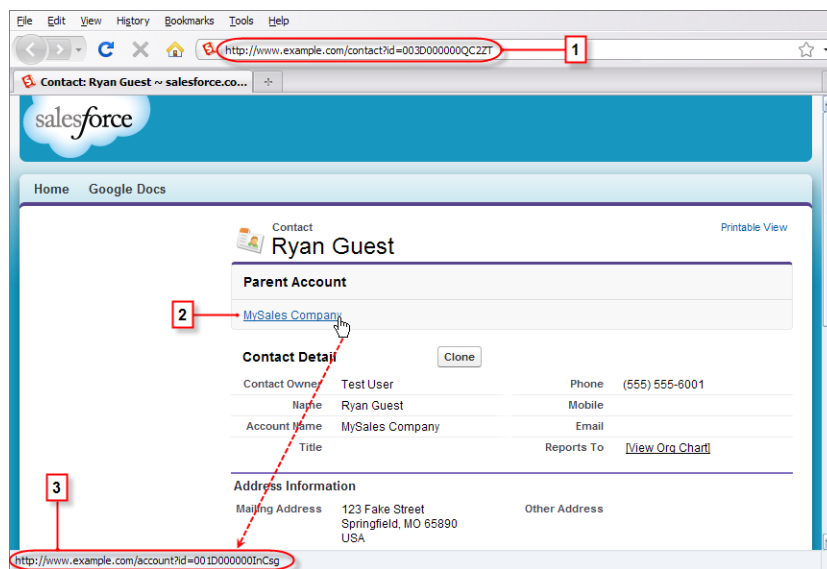 File Edit View History Bookmarks Tools Help
http://www.example.com/contact?id=003D000000QC2ZT
1
Contact: Ryan Guest ~ salesforce.co...
salesforce
Home Google Docs
Contact
Printable View
Ryan Guest
Parent Account
2
MySales Company
Contact Detail Clone
Contact Owner Test User Phone (555) 555-6001
Name Ryan Guest Mobile
Account Name MySales Company Email
Title Reports To [View Org Chart]
3
Address Information
Mailing Address 123 Fake Street Other Address
Springfield, MO 65890
USA
http://www.example.com/account?id=001D000000InCsg